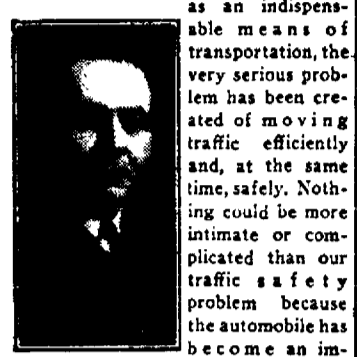 as an indispens-
able means of
transportation, the
very serious prob-
lem has been cre-
ated of moving
traffic efficiently
and, at the same
time, safely. Noth-
ing could be more
intimate or com-
plicated than our
traffic safety
problem because
the automobile has
become an im-